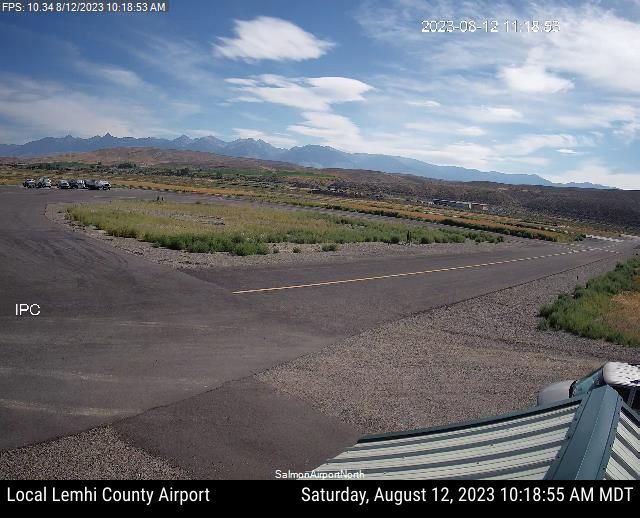 FPS: 10.34 8/12/2023 10:18:53 AM
2023-08-12 11:18:53
IPC
SalmonAirportNorth
Local Lemhi County Airport Saturday, August 12, 2023 10:18:55 AM MDT